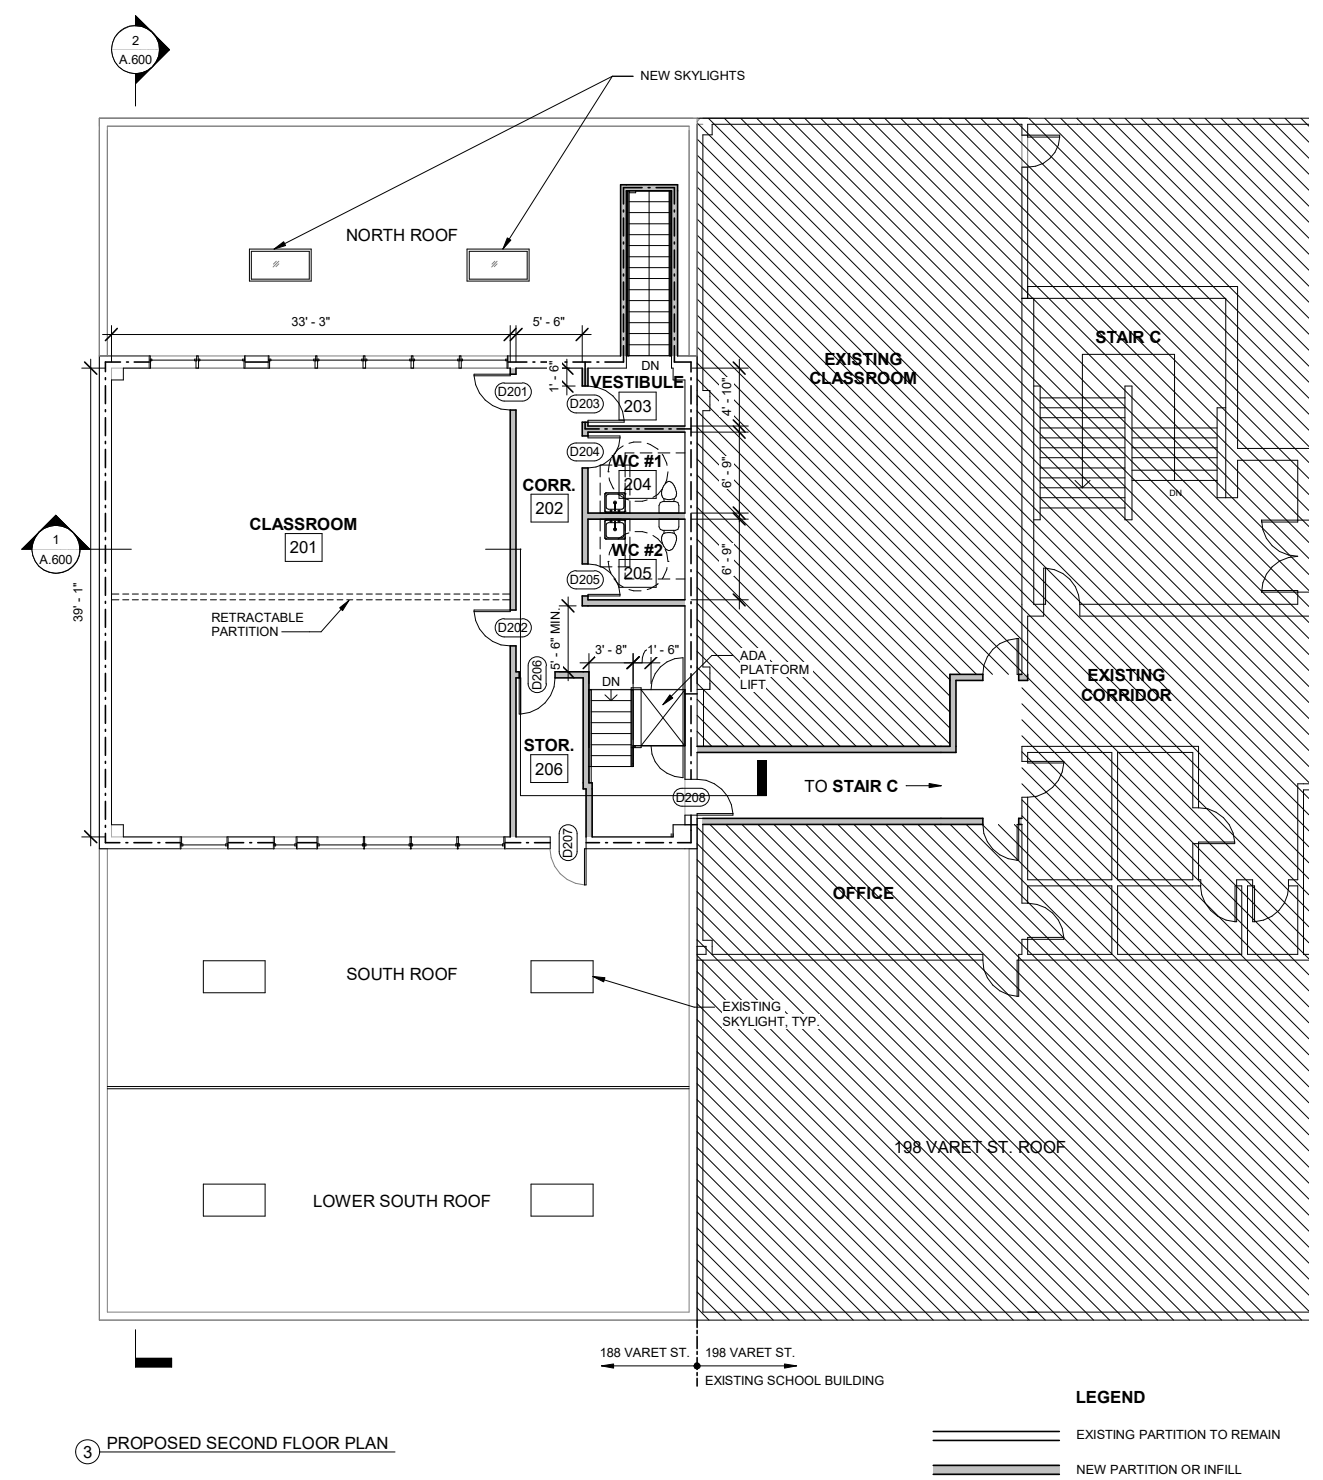 2
A.600
NEW SKYLIGHTS
NORTH ROOF
33' - 3"
5' - 6"
STAIR C
DN
EXISTING
CLASSROOM
1' - 6"
VESTIBULE
203
D201
D203
4' - 10"
D204
WC #1
204
6' - 9"
CORR.
202
DN
CLASSROOM
201
1
A.600
WC #2
205
D205
6' - 9"
39' - 1"
RETRACTABLE
PARTITION
D202
5' - 6" MIN.
3' - 8"
1' - 6"
ADA
PLATFORM
LIFT
D206
DN
EXISTING
CORRIDOR
STOR.
206
TO STAIR C
D208
D207
OFFICE
SOUTH ROOF
EXISTING
SKYLIGHT, TYP.
198 VARET ST. ROOF
LOWER SOUTH ROOF
188 VARET ST.
198 VARET ST.
EXISTING SCHOOL BUILDING
LEGEND
EXISTING PARTITION TO REMAIN
NEW PARTITION OR INFILL
3
PROPOSED SECOND FLOOR PLAN